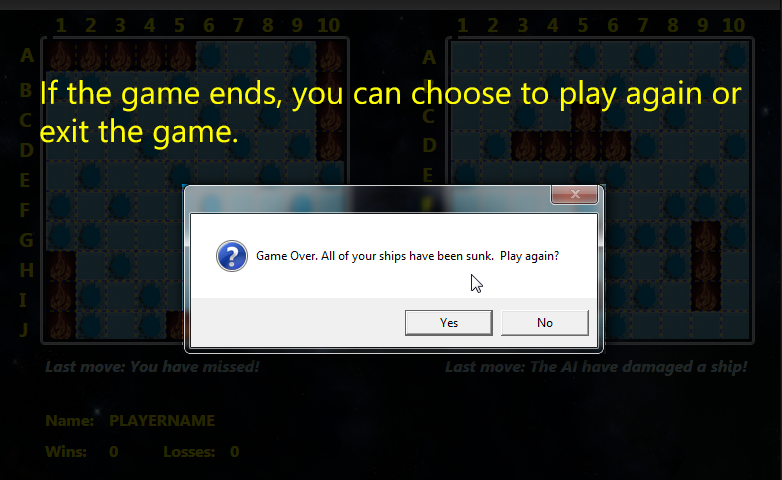 1 2 3 4 5 6 7 8 9 10
1 2 3 4 5 6 7 8 9 10
A
B
C
D
E
F
G
H
I
J
A
C
D
E
f
If the game ends, you can choose to play again or
exit the game.
Game Over. All of your ships have been sunk.  Play again?
Yes
No
Last move: You have missed!
Last move: The AI have damaged a ship!
Name: PLAYERNAME
Wins: 0 Losses: 0